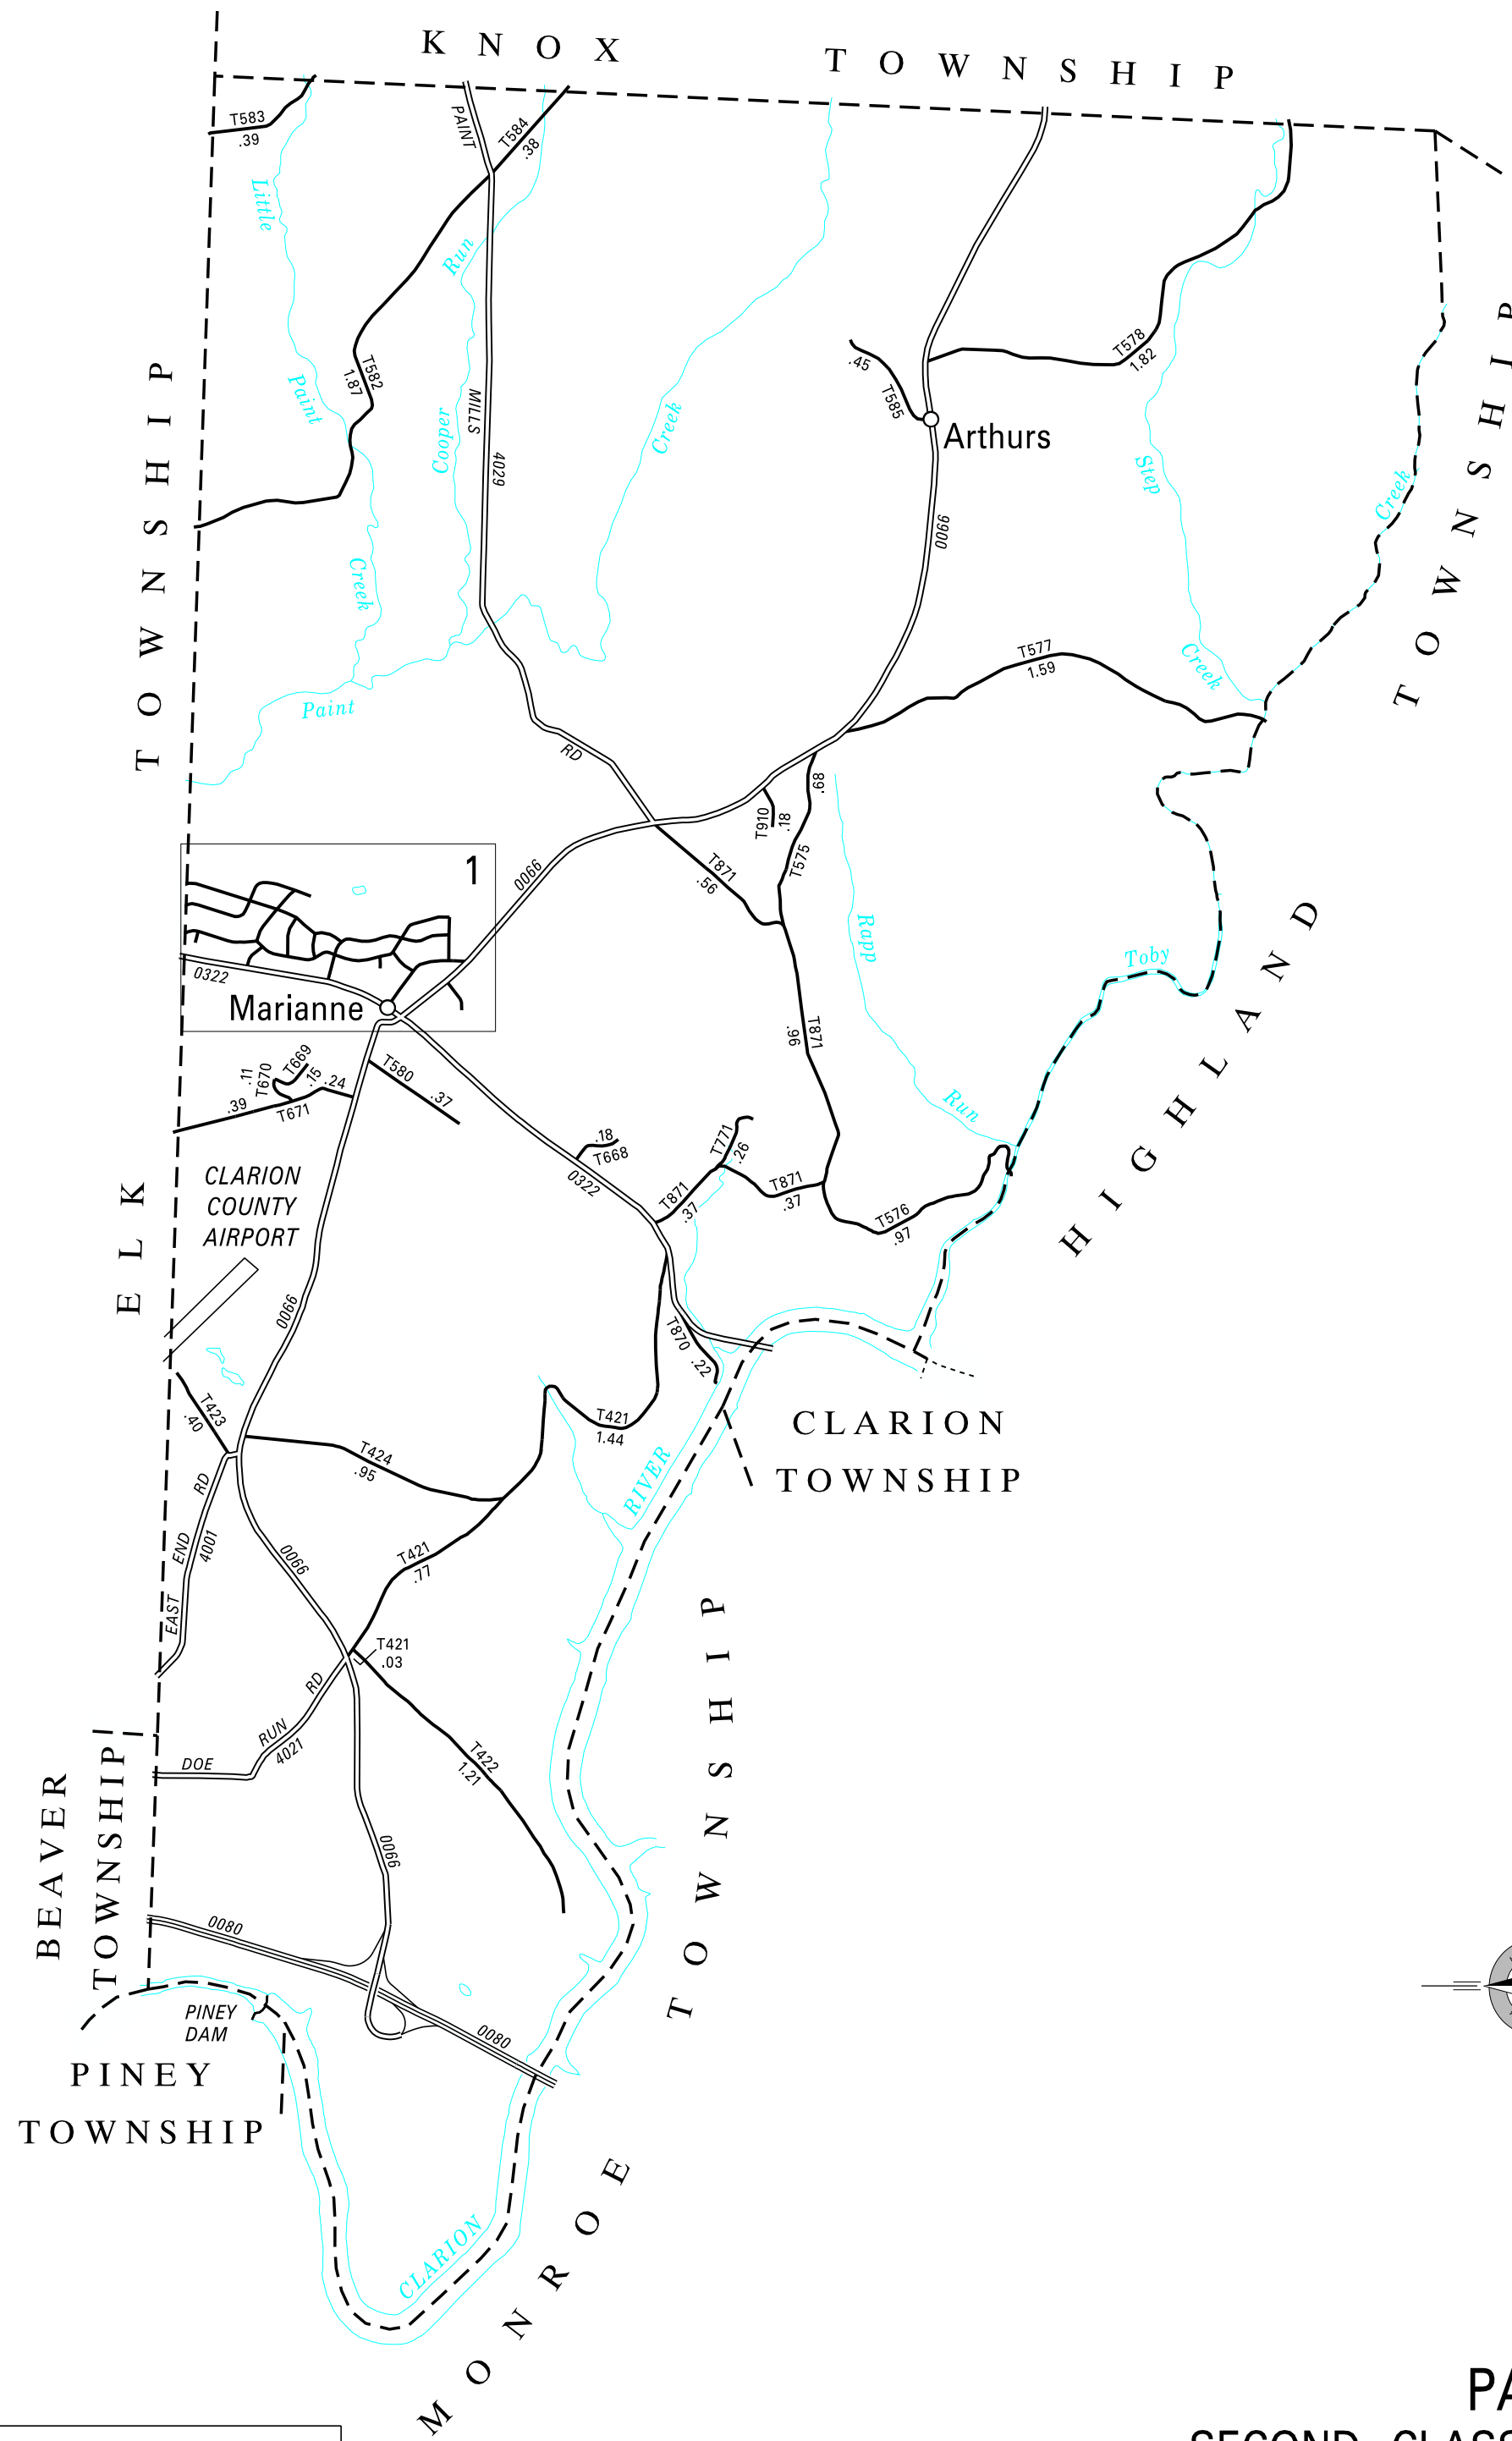 KNOX TOWNSHIP
T583
.39
PAINT
T584
.38
Little
Run
T582
1.87
Paint
Cooper
MILLS
4029
Creek
.45
T585
Arthurs
T578
1.82
Step
Creek
TOWNSHIP
TOWNSHIP
Creek
9900
T577
1.59
Creek
Paint
RD
.68
T910
.18
T575
T871
.56
0066
1
0322
Marianne
Rapp
Toby
HIGHLAND
T871
.96
T669
.15
T670
.11
.24
.39
T671
T580
.37
Run
.18
T668
0322
T771
.26
T871
.37
T871
.37
T576
.97
ELK
CLARION
COUNTY
AIRPORT
0066
T870
.22
T423
.40
T421
1.44
CLARION
TOWNSHIP
T424
.95
RIVER
RD
END
4001
EAST
0066
T421
.77
T421
.03
RD
RUN
4021
DOE
T422
1.21
TOWNSHIP
BEAVER
TOWNSHIP
0066
0080
PINEY
DAM
0080
PINEY
TOWNSHIP
CLARION
MONROE
PA
SECOND CLASS